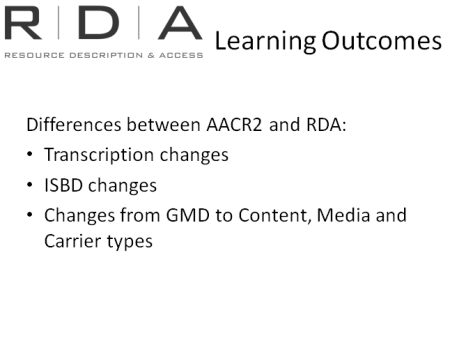 R|D|A
RESOURCE DESCRIPTION & ACCESS
Learning Outcomes
Differences between AACR2 and RDA:
• Transcription changes
• ISBD changes
• Changes from GMD to Content, Media and
Carrier types